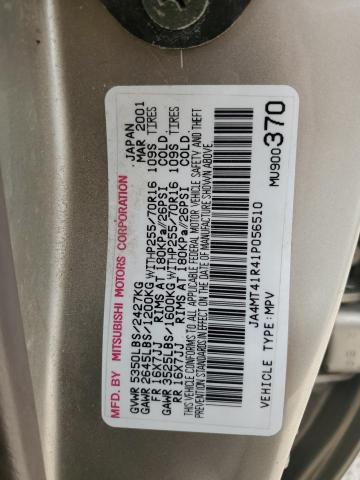 MFD. BY MITSUBISHI MOTORS CORPORATION JAPAN
MAR 2001
GVWR 5350LBS/2427KG
GAWR 2645LBS/1200KG WITH P255/70R16 109S TIRES
FR 16X7JJ RIMS AT 180KPa/26PSI COLD.
GAWR 3525LBS/1600KG WITH P255/70R16 109S TIRES
RR 16X7JJ RIMS AT 180KPa/26PSI COLD.
THIS VEHICLE CONFORMS TO ALL APPLICABLE FEDERAL MOTOR VEHICLE SAFETY AND THEFT
PREVENTION STANDARDS IN EFFECT ON THE DATE OF MANUFACTURE SHOWN ABOVE.
JA4MT41R41P056510 MU900370
VEHICLE TYPE:MPV